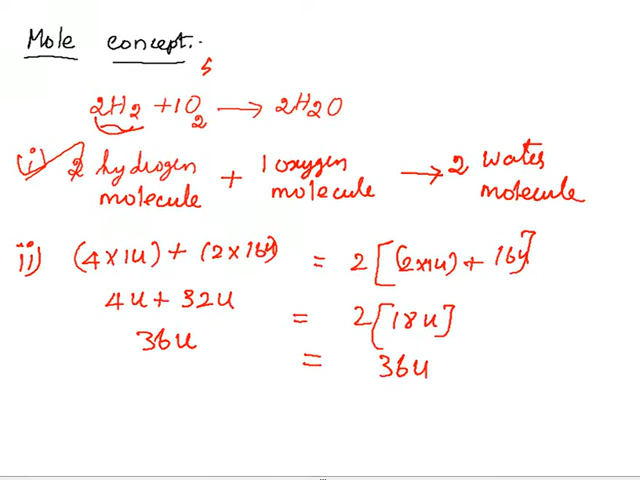 Mole concept..
5
2H2 + 1O2 → 2H2O
(i) 2 hydrogen molecule + 1 oxygen molecule → 2 water molecule
ii) (4×1u) + (2×16u) = 2[(2×1u) + 16u]
4u + 32u = 2[18u]
36u = 36u